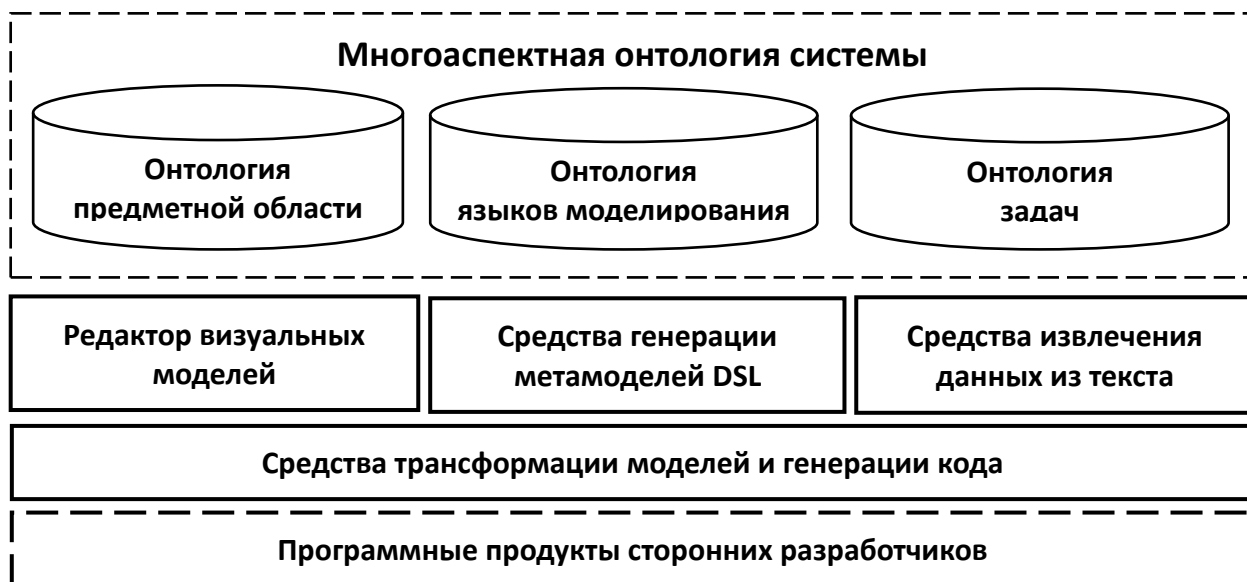 Многоаспектная онтология системы
Онтология
предметной области
Онтология
языков моделирования
Онтология
задач
Редактор визуальных
моделей
Средства генерации
метамоделей DSL
Средства извлечения
данных из текста
Средства трансформации моделей и генерации кода
Программные продукты сторонних разработчиков